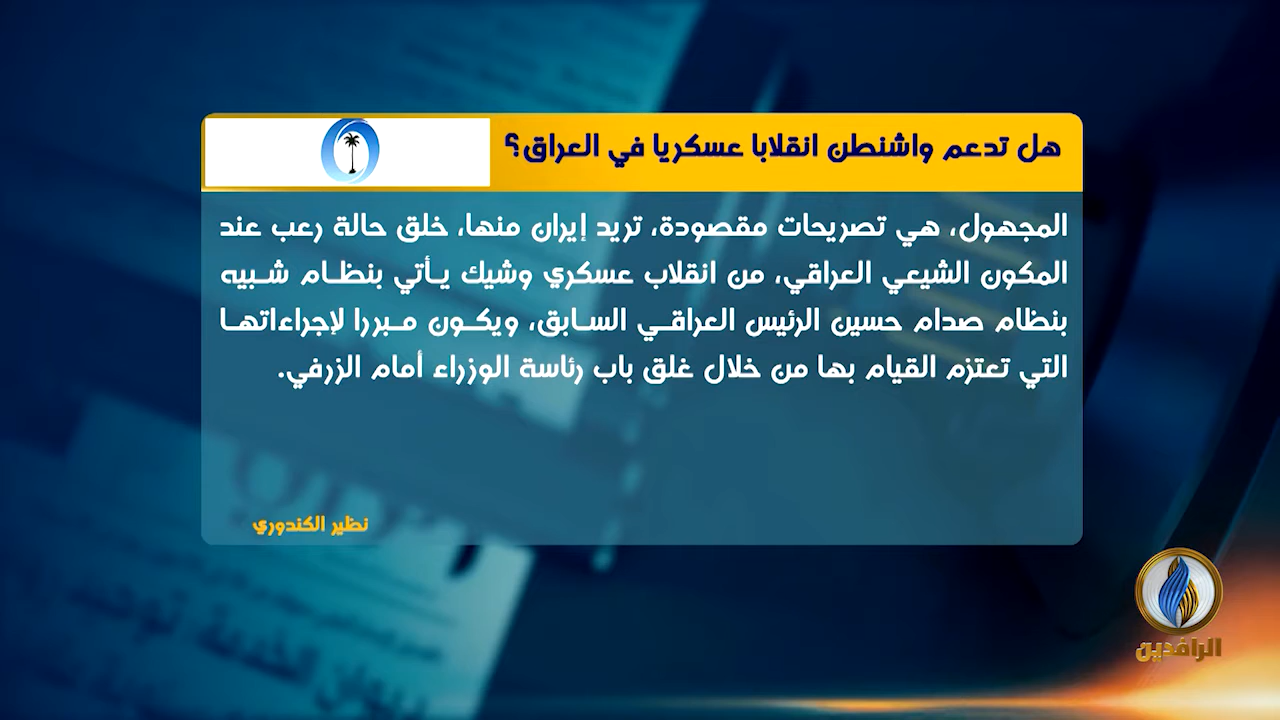 هل تدعم واشنطن انقلابا عسكريا في العراق؟
المجهول، هي تصريحات مقصودة، تريد إيران منها، خلق حالة رعب عند
المكون الشيعي العراقي، من انقلاب عسكري وشيك يأتي بنظام شبيه
بنظام صدام حسين الرئيس العراقي السابق، ويكون مبررا لإجراءاتها
التي تعتزم القيام بها من خلال غلق باب رئاسة الوزراء أمام الزرفي.
نظير الكندوري
الرافدين